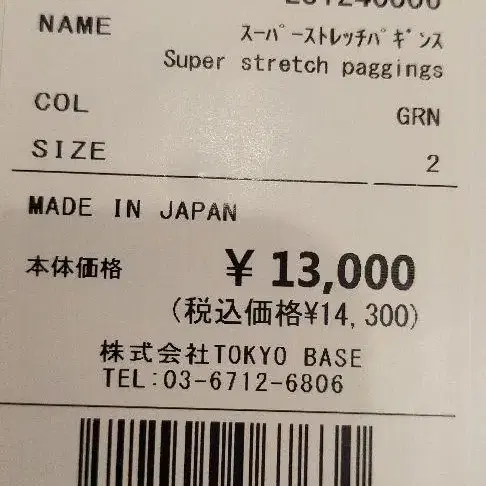 NAME スーパーストレッチパギンス
Super stretch paggings
COL GRN
SIZE 2
MADE IN JAPAN
本体価格 ¥13,000
(税込価格¥14,300)
株式会社TOKYO BASE
TEL:03-6712-6806